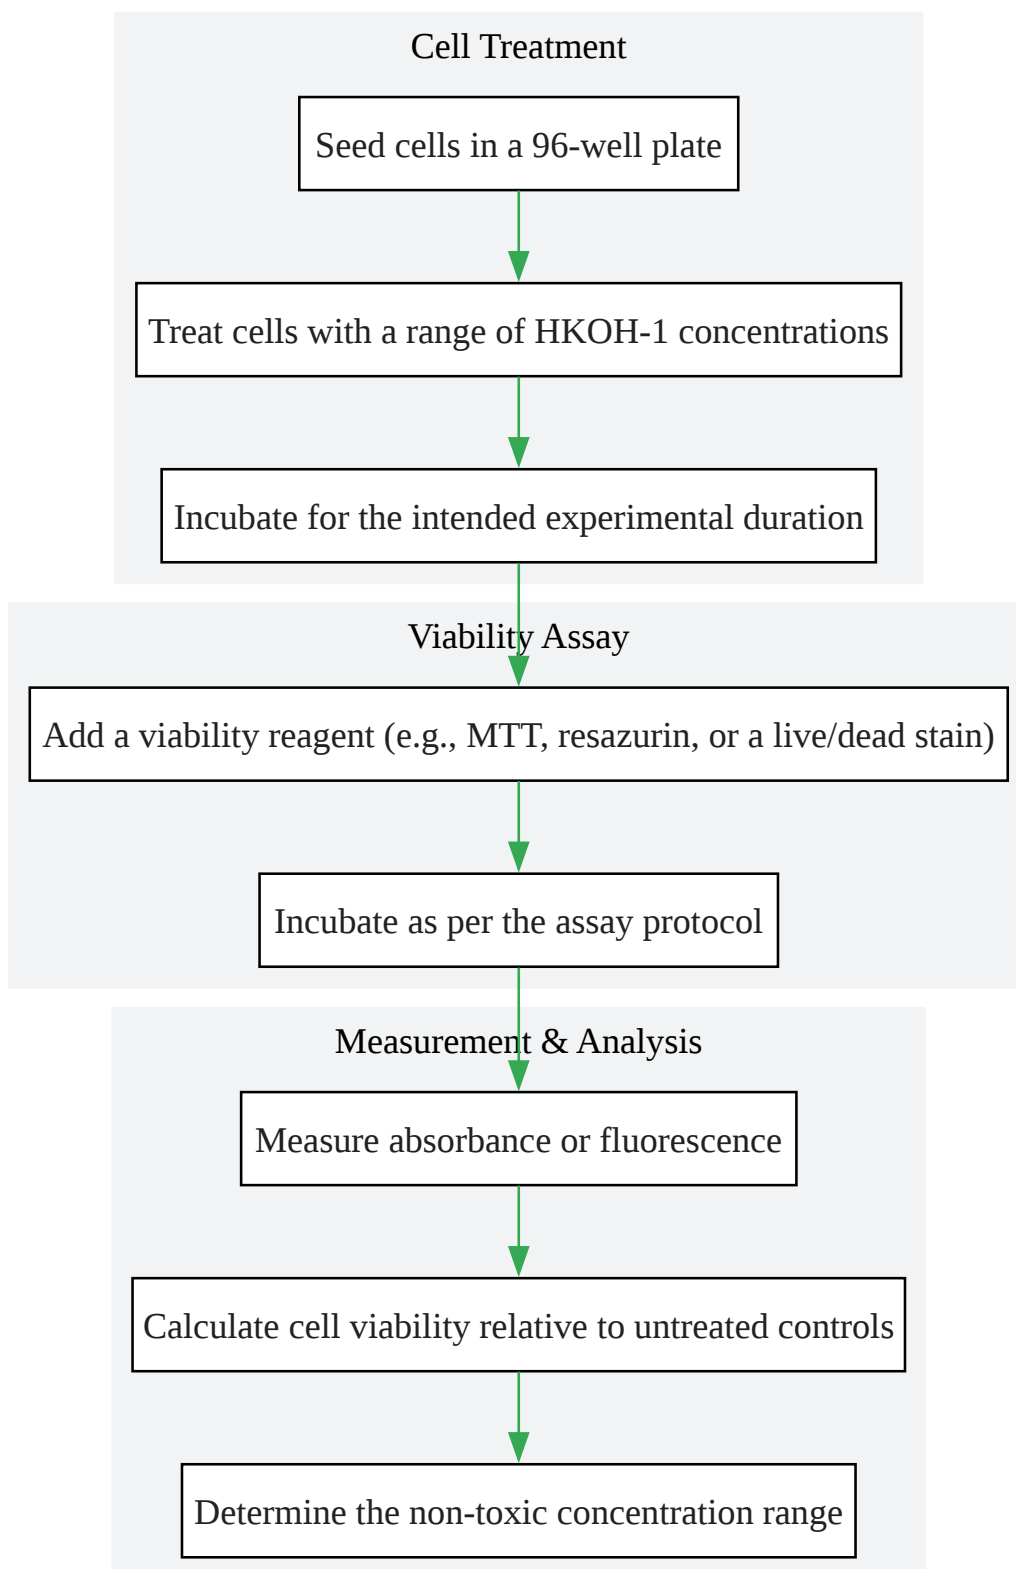 Cell Treatment
Seed cells in a 96-well plate
Treat cells with a range of HKOH-1 concentrations
Incubate for the intended experimental duration
Viability Assay
Add a viability reagent (e.g., MTT, resazurin, or a live/dead stain)
Incubate as per the assay protocol
Measurement & Analysis
Measure absorbance or fluorescence
Calculate cell viability relative to untreated controls
Determine the non-toxic concentration range